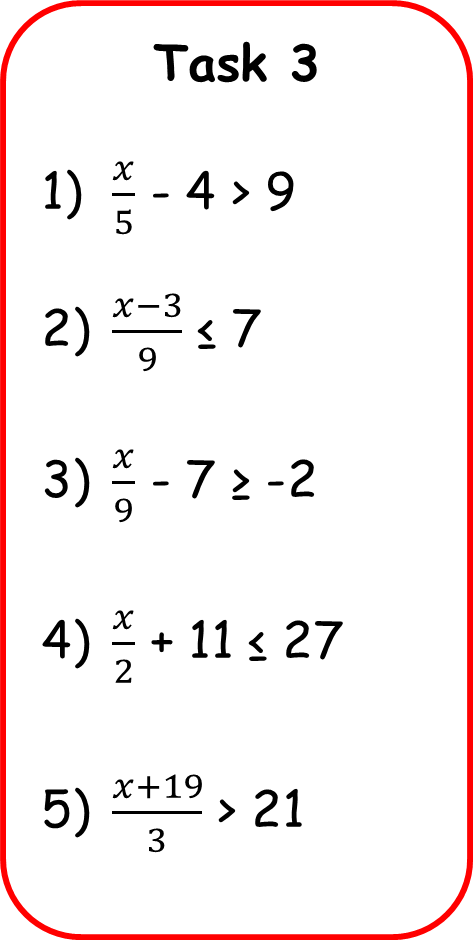 Task 3
1) x/5 - 4 > 9
2) x−3/9 ≤ 7
3) x/9 - 7 ≥ -2
4) x/2 + 11 ≤ 27
5) x+19/3 > 21